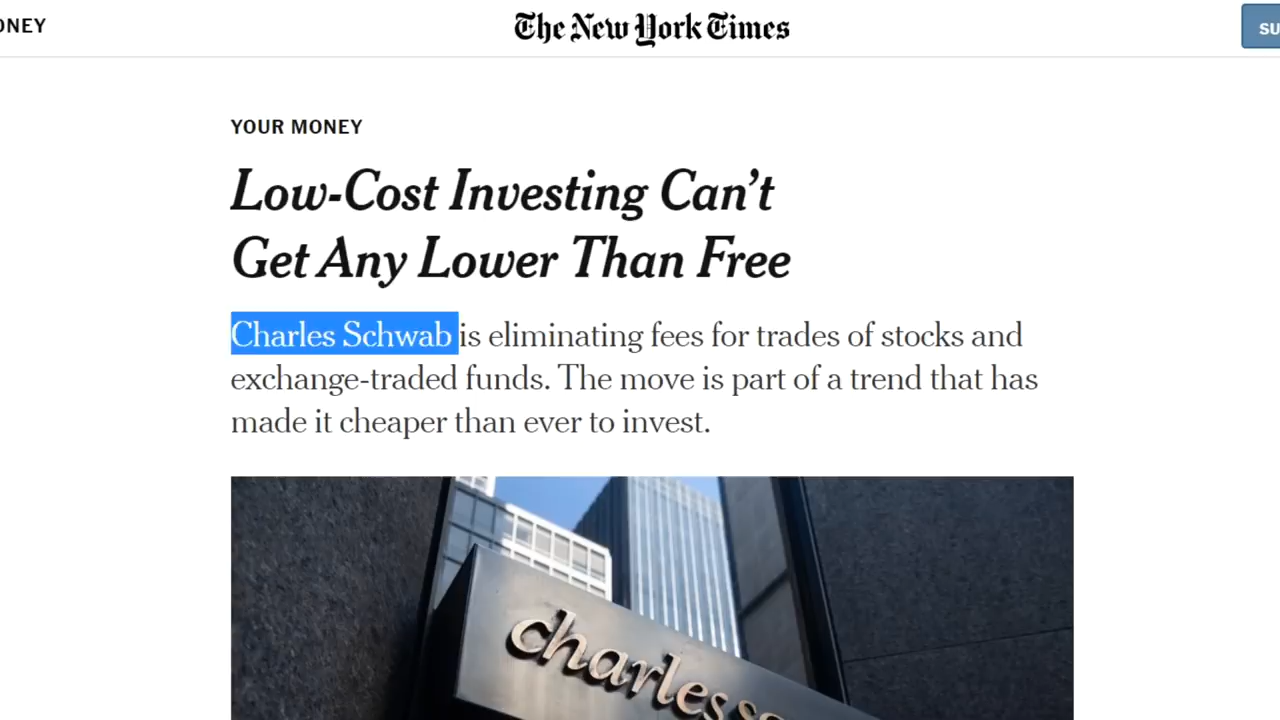 ONEY
The New York Times
SU
YOUR MONEY
Low-Cost Investing Can’t
Get Any Lower Than Free
Charles Schwab is eliminating fees for trades of stocks and
exchange-traded funds. The move is part of a trend that has
made it cheaper than ever to invest.
charles